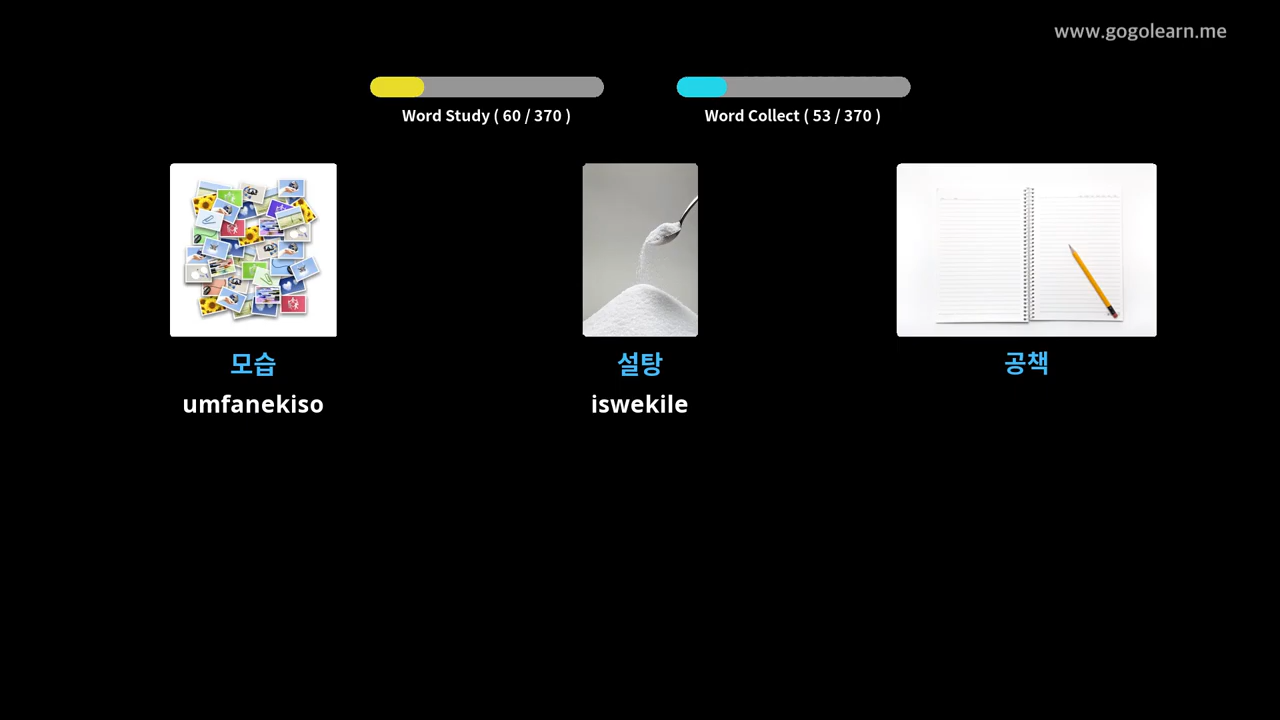 www.gogolearn.me
Word Study ( 60 / 370 )
Word Collect ( 53 / 370 )
모습
설탕
공책
umfanekiso
iswekile